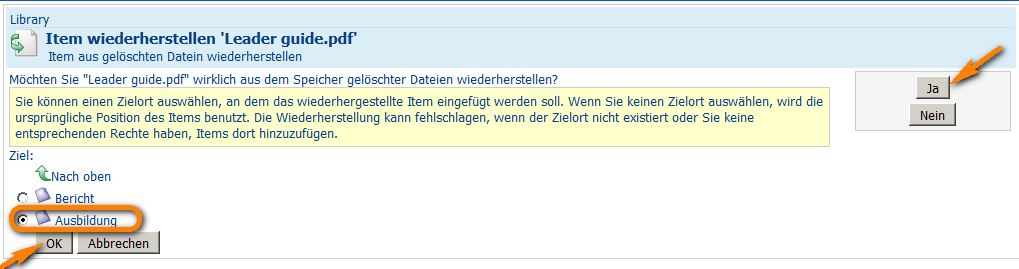 Library
Item wiederherstellen 'Leader guide.pdf'
Item aus gelöschten Datein wiederherstellen
Möchten Sie "Leader guide.pdf" wirklich aus dem Speicher gelöschter Dateien wiederherstellen?
Ja
Sie können einen Zielort auswählen, an dem das wiederhergestellte Item eingefügt werden soll. Wenn Sie keinen Zielort auswählen, wird die
ursprüngliche Position des Items benutzt. Die Wiederherstellung kann fehlschlagen, wenn der Zielort nicht existiert oder Sie keine
entsprechenden Rechte haben, Items dort hinzuzufügen.
Nein
Ziel:
Nach oben
Bericht
Ausbildung
OK Abbrechen